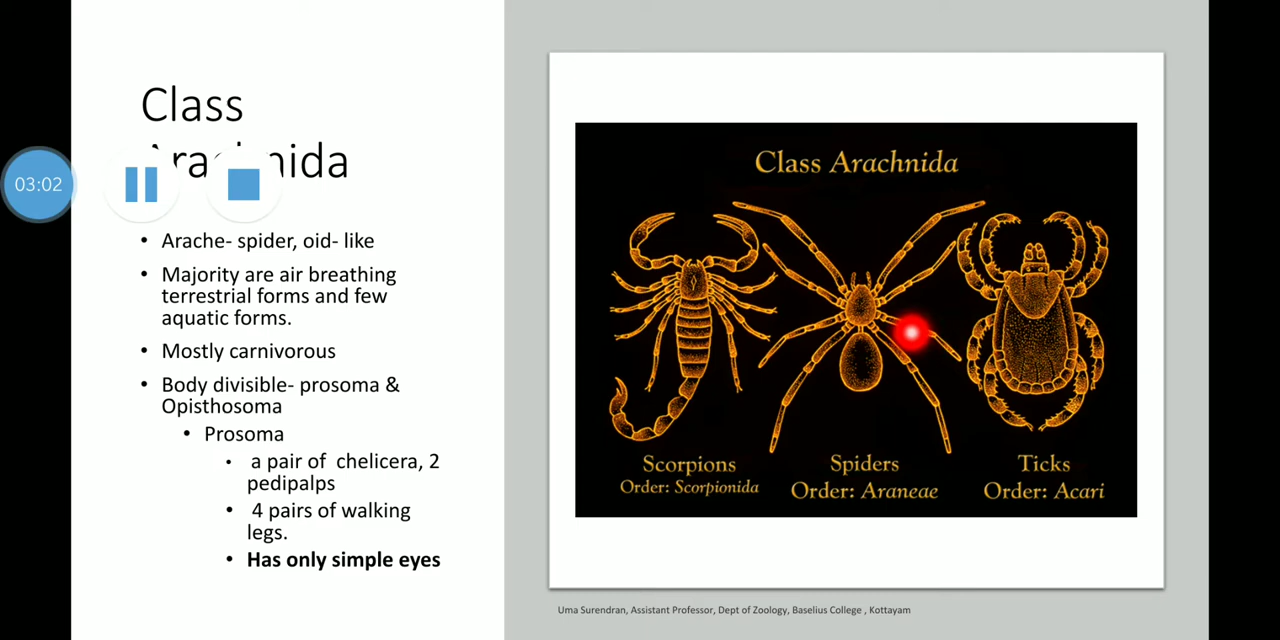 Class
Arachnida
03:02
• Arache- spider, oid- like
• Majority are air breathing
terrestrial forms and few
aquatic forms.
• Mostly carnivorous
• Body divisible- prosoma &
Opisthosoma
• Prosoma
• a pair of chelicera, 2
pedipalps
• 4 pairs of walking
legs.
• Has only simple eyes
Class Arachnida
Scorpions
Order: Scorpionida
Spiders
Order: Araneae
Ticks
Order: Acari
Uma Surendran, Assistant Professor, Dept of Zoology, Baselius College , Kottayam